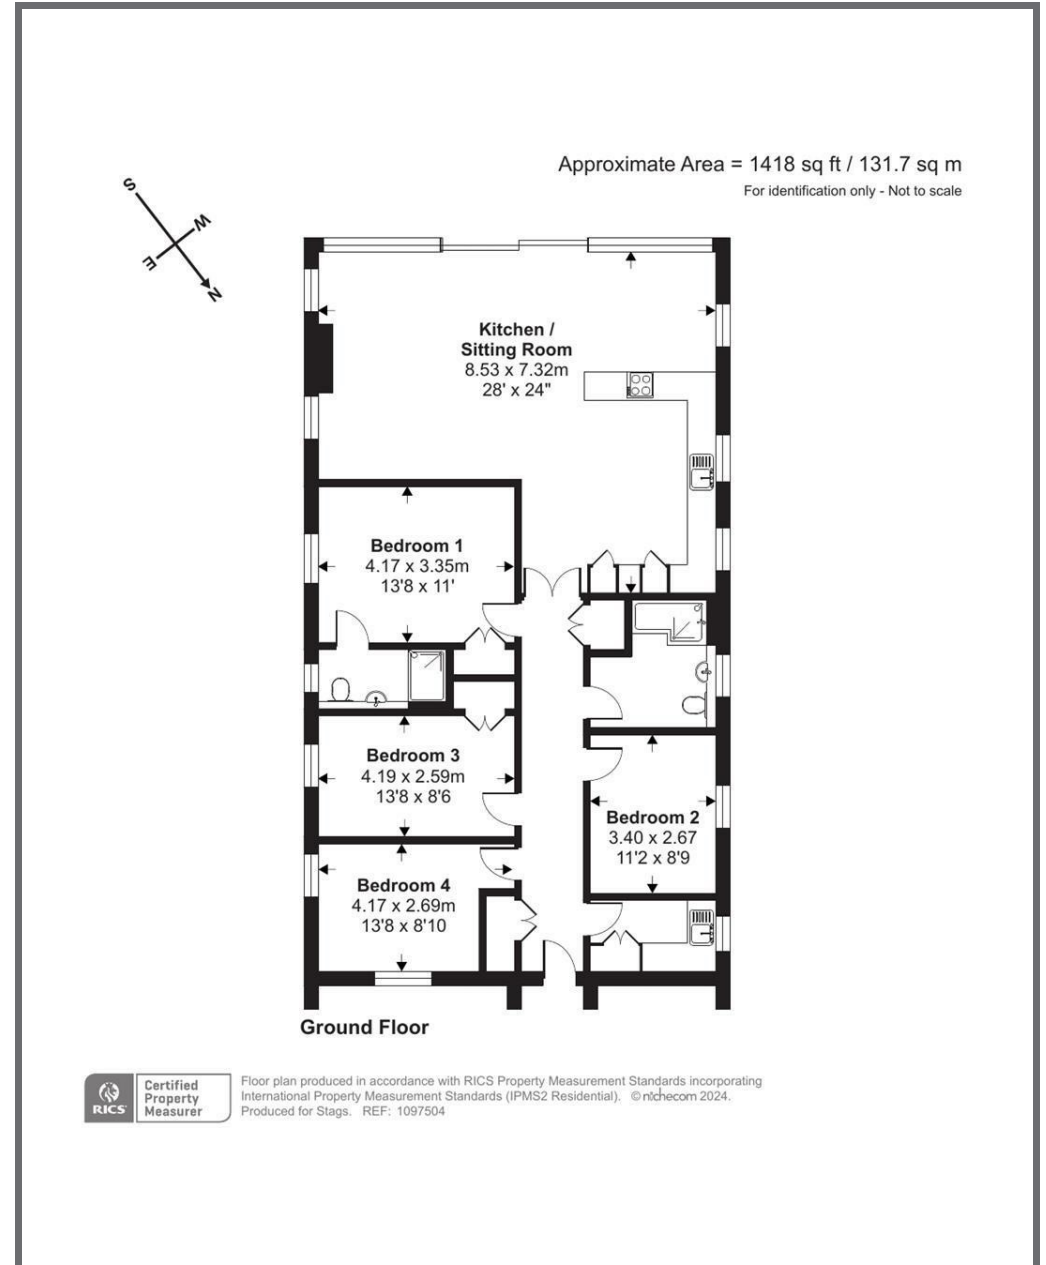 Approximate Area = 1418 sq ft / 131.7 sq m
For identification only - Not to scale
S
W
E
N
Kitchen /
Sitting Room
8.53 x 7.32m
28' x 24"
Bedroom 1
4.17 x 3.35m
13'8 x 11'
Bedroom 3
4.19 x 2.59m
13'8 x 8'6
Bedroom 2
3.40 x 2.67
11'2 x 8'9
Bedroom 4
4.17 x 2.69m
13'8 x 8'10
Ground Floor
RICS
Certified
Property
Measurer
Floor plan produced in accordance with RICS Property Measurement Standards incorporating
International Property Measurement Standards (IPMS2 Residential). © nichecom 2024.
Produced for Stags. REF: 1097504